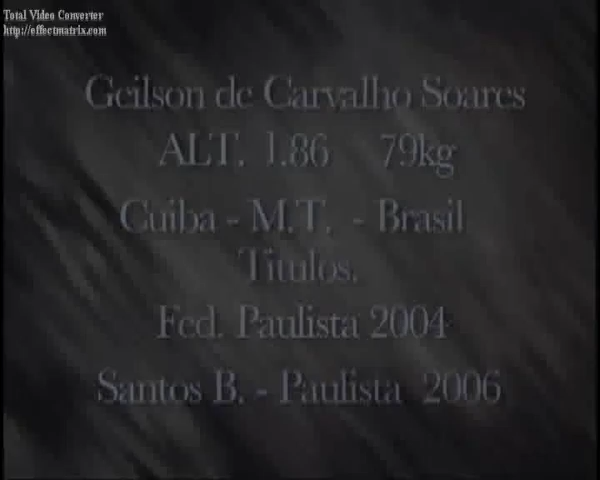 Total Video Converter
http://effectmatrix.com
Geilson de Carvalho Soares
ALT. 1.86 79kg
Cuiba - M.T. - Brasil
Titulos.
Fed. Paulista 2004
Santos B. - Paulista 2006